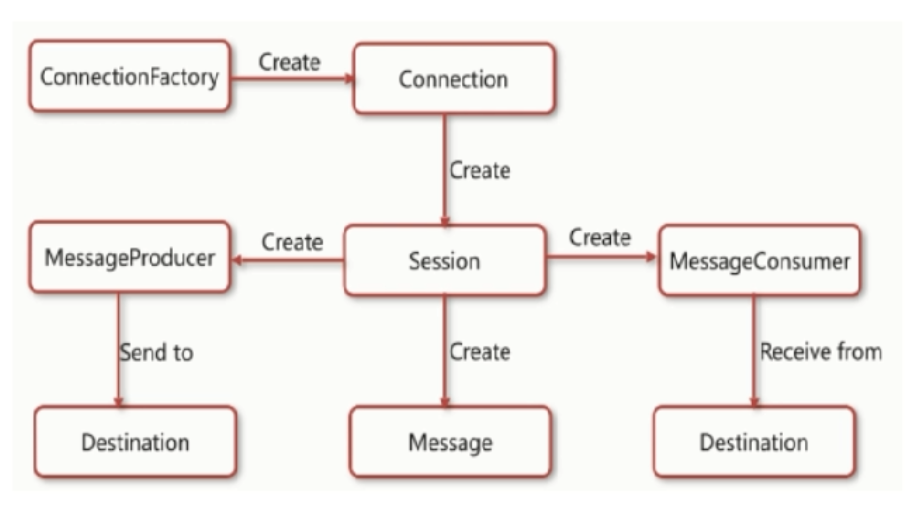 ConnectionFactory
Create
Connection
Create
MessageProducer
Create
Session
Create
MessageConsumer
Send to
Create
Receive from
Destination
Message
Destination